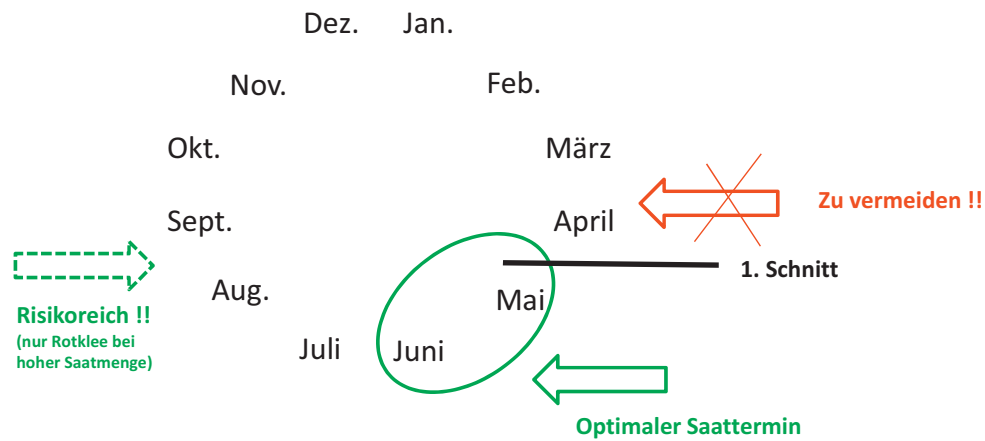 Dez. Jan.
Nov. Feb.
Okt. März
Zu vermeiden !!
Sept. April
1. Schnitt
Aug. Mai
Risikoreich !!
(nur Rotklee bei
hoher Saatmenge)
Juli Juni
Optimaler Saattermin